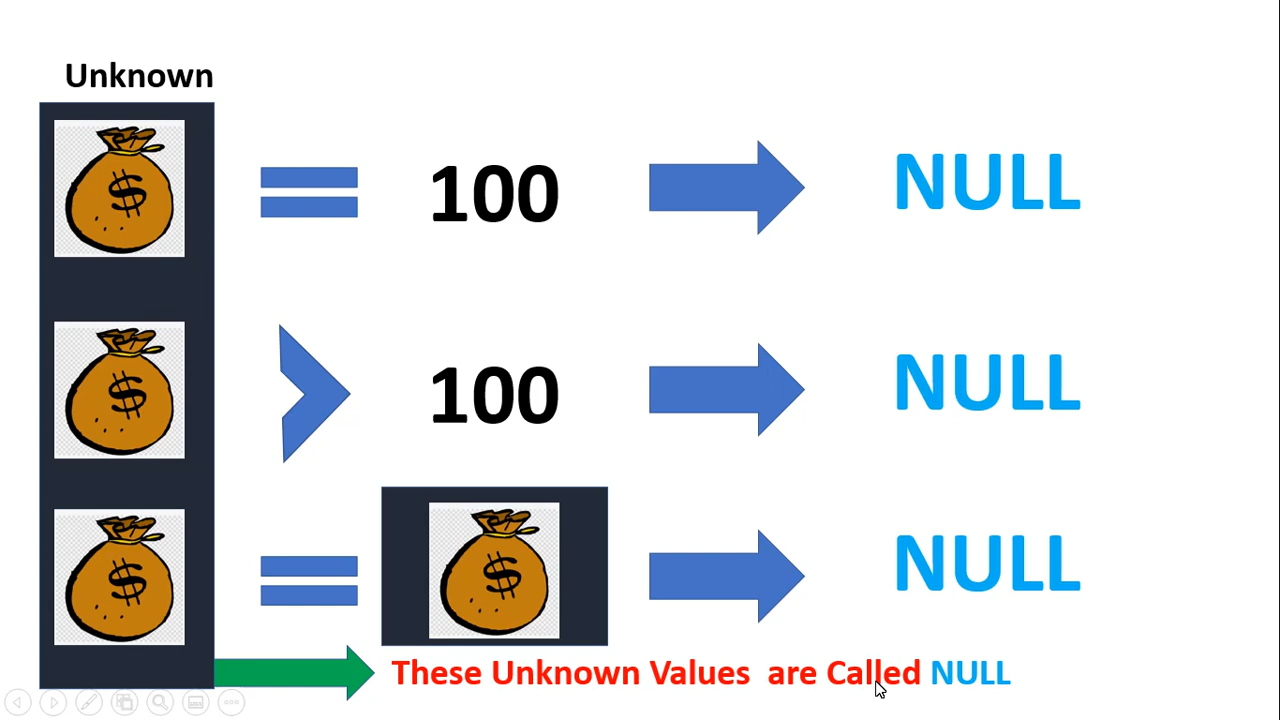 Unknown
$ = 100 NULL
$ > 100 NULL
$ = $ NULL
These Unknown Values are Called NULL